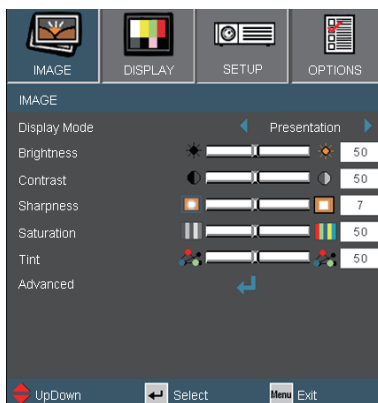 IMAGE DISPLAY SETUP OPTIONS
IMAGE
Display Mode Presentation
Brightness 50
Contrast 50
Sharpness 7
Saturation 50
Tint 50
Advanced
UpDown Select Menu Exit